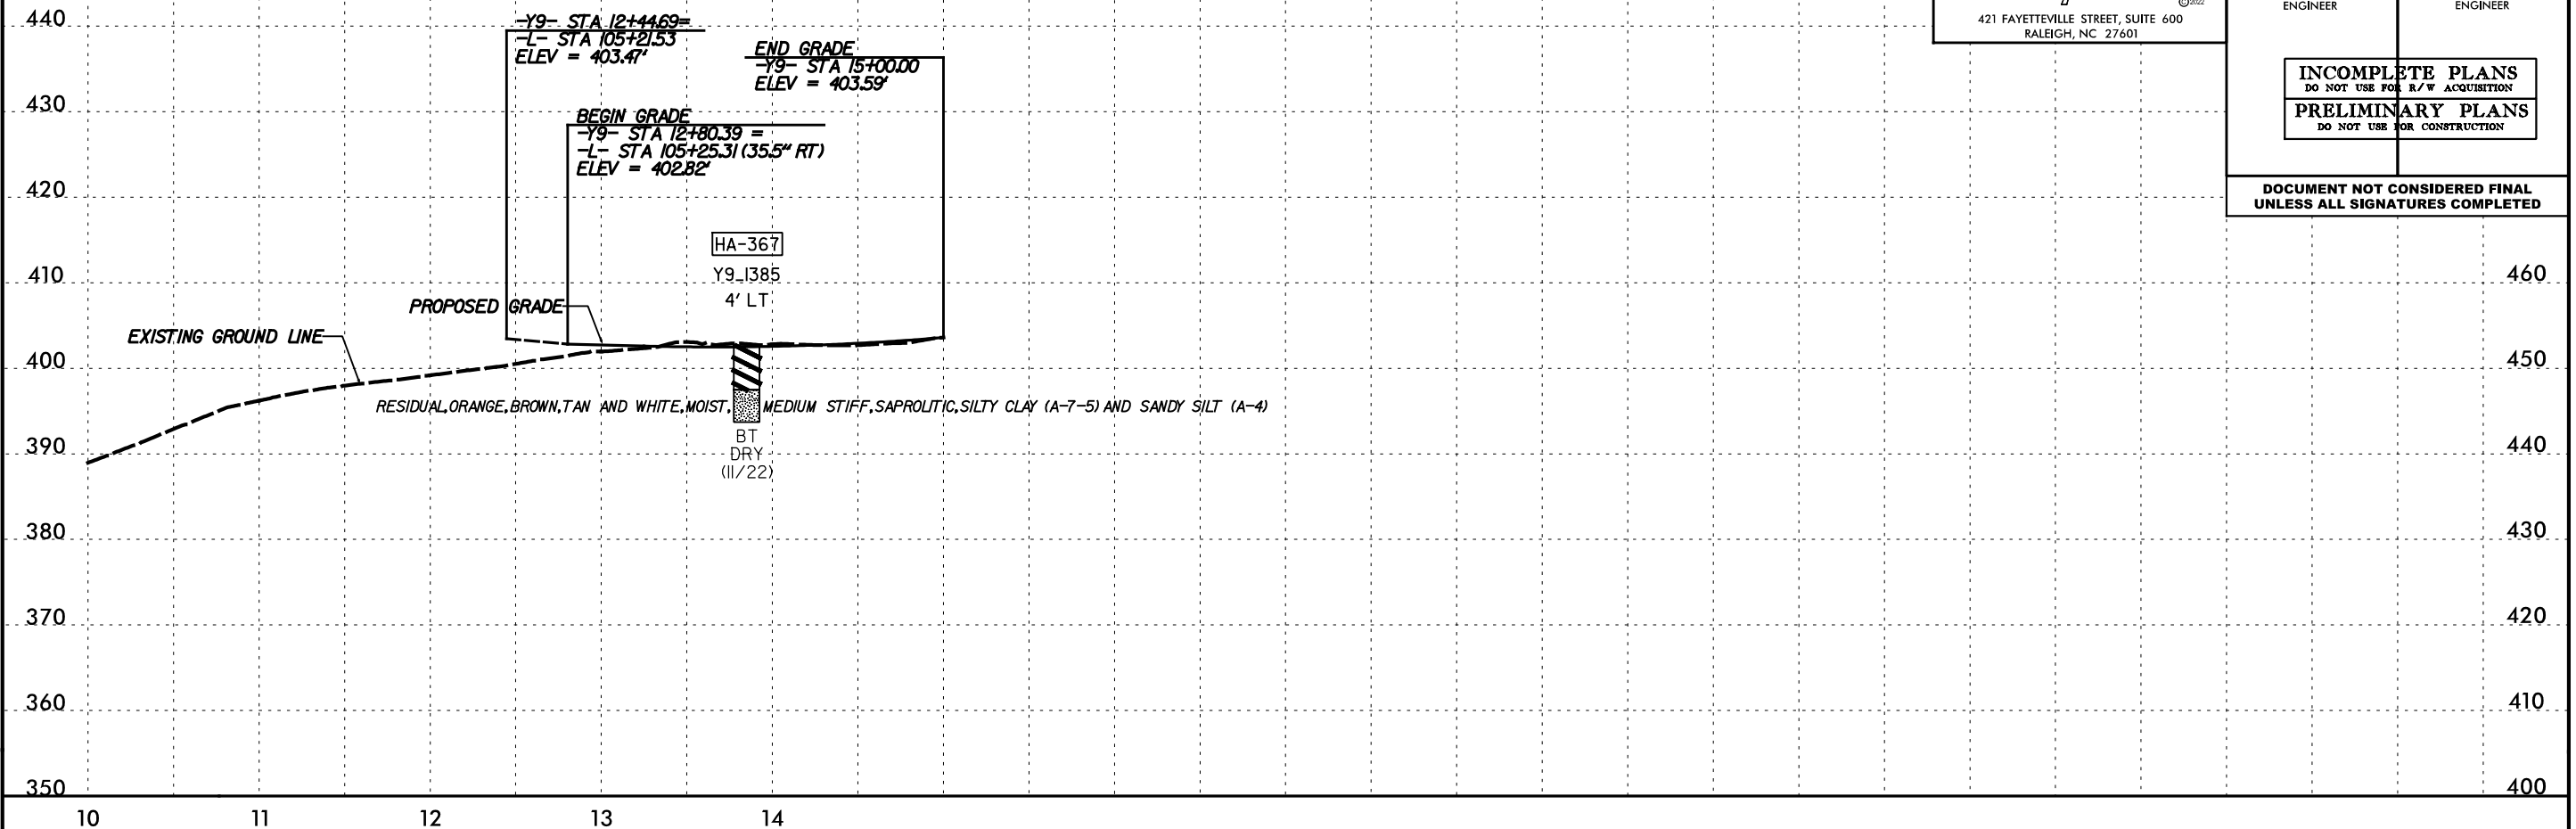 440
430
420
410
400
390
380
370
360
350
-Y9- STA 12+44.69=
-L- STA 105+21.53
ELEV = 403.47'
END GRADE
-Y9- STA 15+00.00
ELEV = 403.59'
BEGIN GRADE
-Y9- STA 12+80.39 =
-L- STA 105+25.31 (35.5" RT)
ELEV = 402.82'
HA-367
Y9_1385
4' LT
PROPOSED GRADE
EXISTING GROUND LINE
RESIDUAL,ORANGE,BROWN,TAN AND WHITE,MOIST, MEDIUM STIFF,SAPROLITIC,SILTY CLAY (A-7-5) AND SANDY SILT (A-4)
BT
DRY
(11/22)
10 11 12 13 14
©2022
421 FAYETTEVILLE STREET, SUITE 600
RALEIGH, NC 27601
ENGINEER
ENGINEER
INCOMPLETE PLANS
DO NOT USE FOR R/W ACQUISITION
PRELIMINARY PLANS
DO NOT USE FOR CONSTRUCTION
DOCUMENT NOT CONSIDERED FINAL
UNLESS ALL SIGNATURES COMPLETED
460
450
440
430
420
410
400